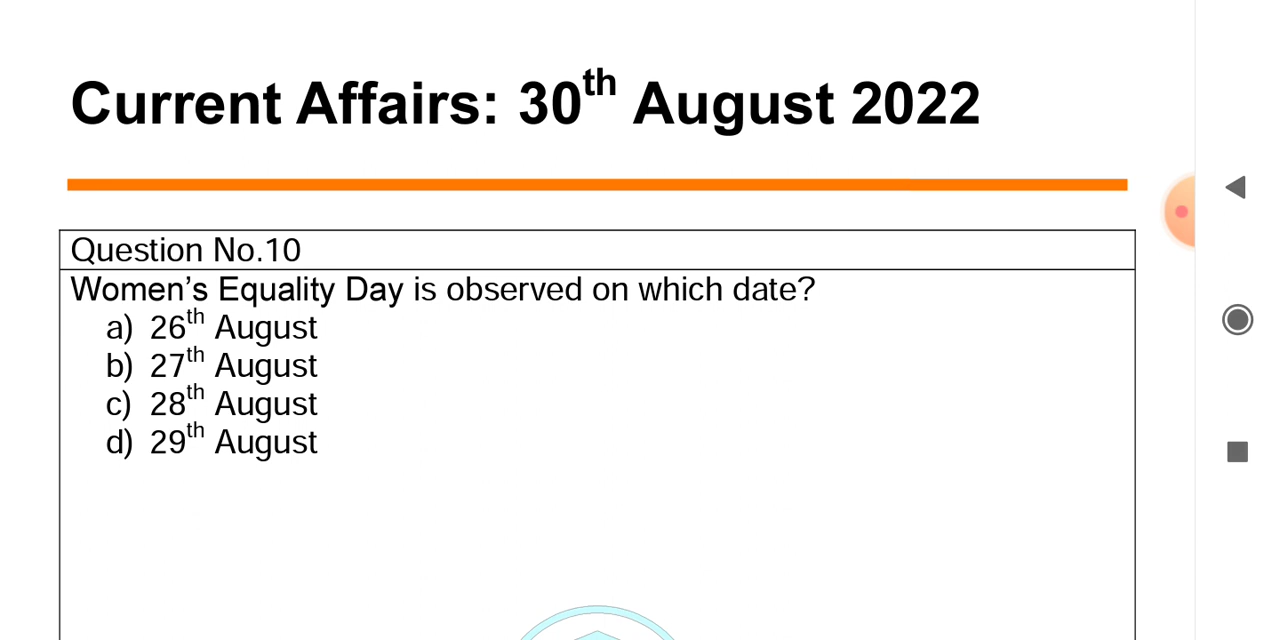 Current Affairs: 30th August 2022
Question No.10
Women’s Equality Day is observed on which date?
a) 26th August
b) 27th August
c) 28th August
d) 29th August